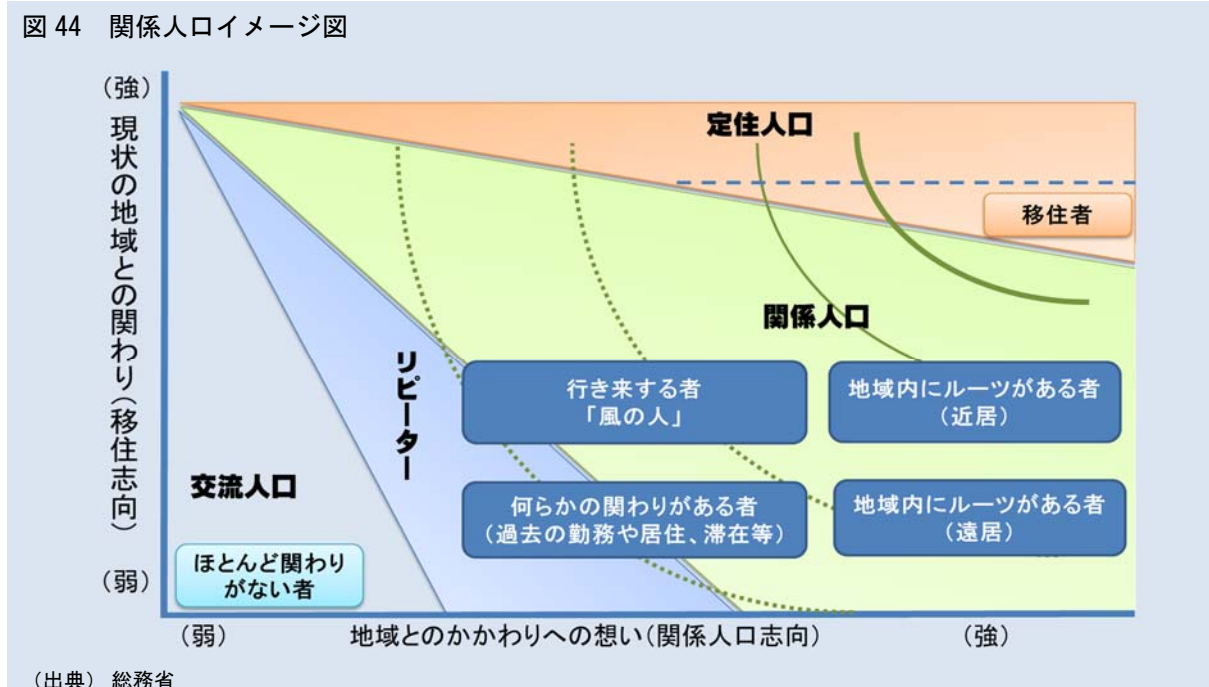 図 44 関係人口イメージ図
（強）
現状の地域との関わり（移住志向）
（弱）
定住人口
移住者
関係人口
リピーター
行き来する者
「風の人」
地域内にルーツがある者
（近居）
何らかの関わりがある者
（過去の勤務や居住、滞在等）
地域内にルーツがある者
（遠居）
交流人口
ほとんど関わり
がない者
（弱） 地域とのかかわりへの想い（関係人口志向） （強）
（出典） 総務省